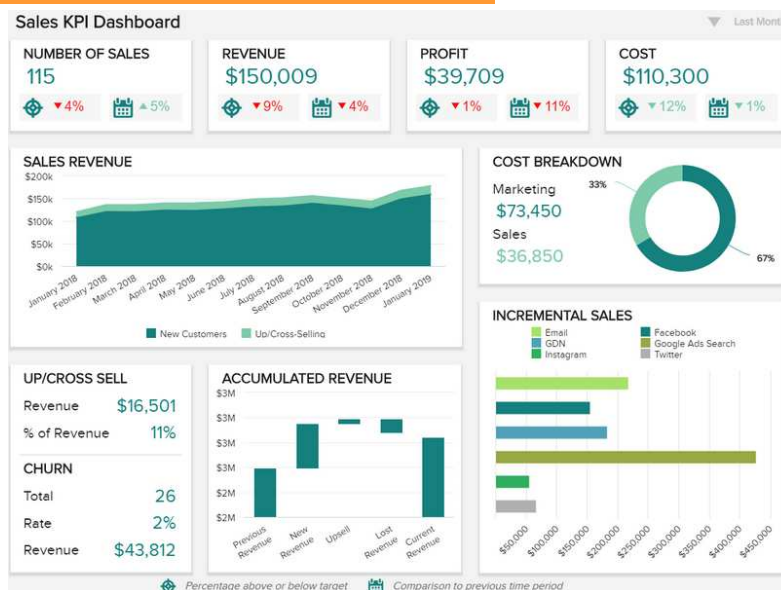 Sales KPI Dashboard
Last Mont
NUMBER OF SALES
115
▼4% ▲5%
REVENUE
$150,009
▼9% ▼4%
PROFIT
$39,709
▼1% ▼11%
COST
$110,300
▼12% ▼1%
SALES REVENUE
$200k
$150k
$100k
$50k
$0k
January 2018
February 2018
March 2018
April 2018
May 2018
June 2018
July 2018
August 2018
September 2018
October 2018
November 2018
December 2018
January 2019
New Customers
Up/Cross-Selling
COST BREAKDOWN
Marketing
$73,450
Sales
$36,850
33%
67%
UP/CROSS SELL
Revenue $16,501
% of Revenue 11%
CHURN
Total 26
Rate 2%
Revenue $43,812
ACCUMULATED REVENUE
$3M
$3M
$3M
$3M
$2M
$2M
Previous
Revenue
New
Revenue
Upsell
Lost
Revenue
Current
Revenue
INCREMENTAL SALES
Email Facebook
GDN Google Ads Search
Instagram Twitter
$50,000
$100,000
$150,000
$200,000
$250,000
$300,000
$350,000
$400,000
$450,000
Percentage above or below target
Comparison to previous time period